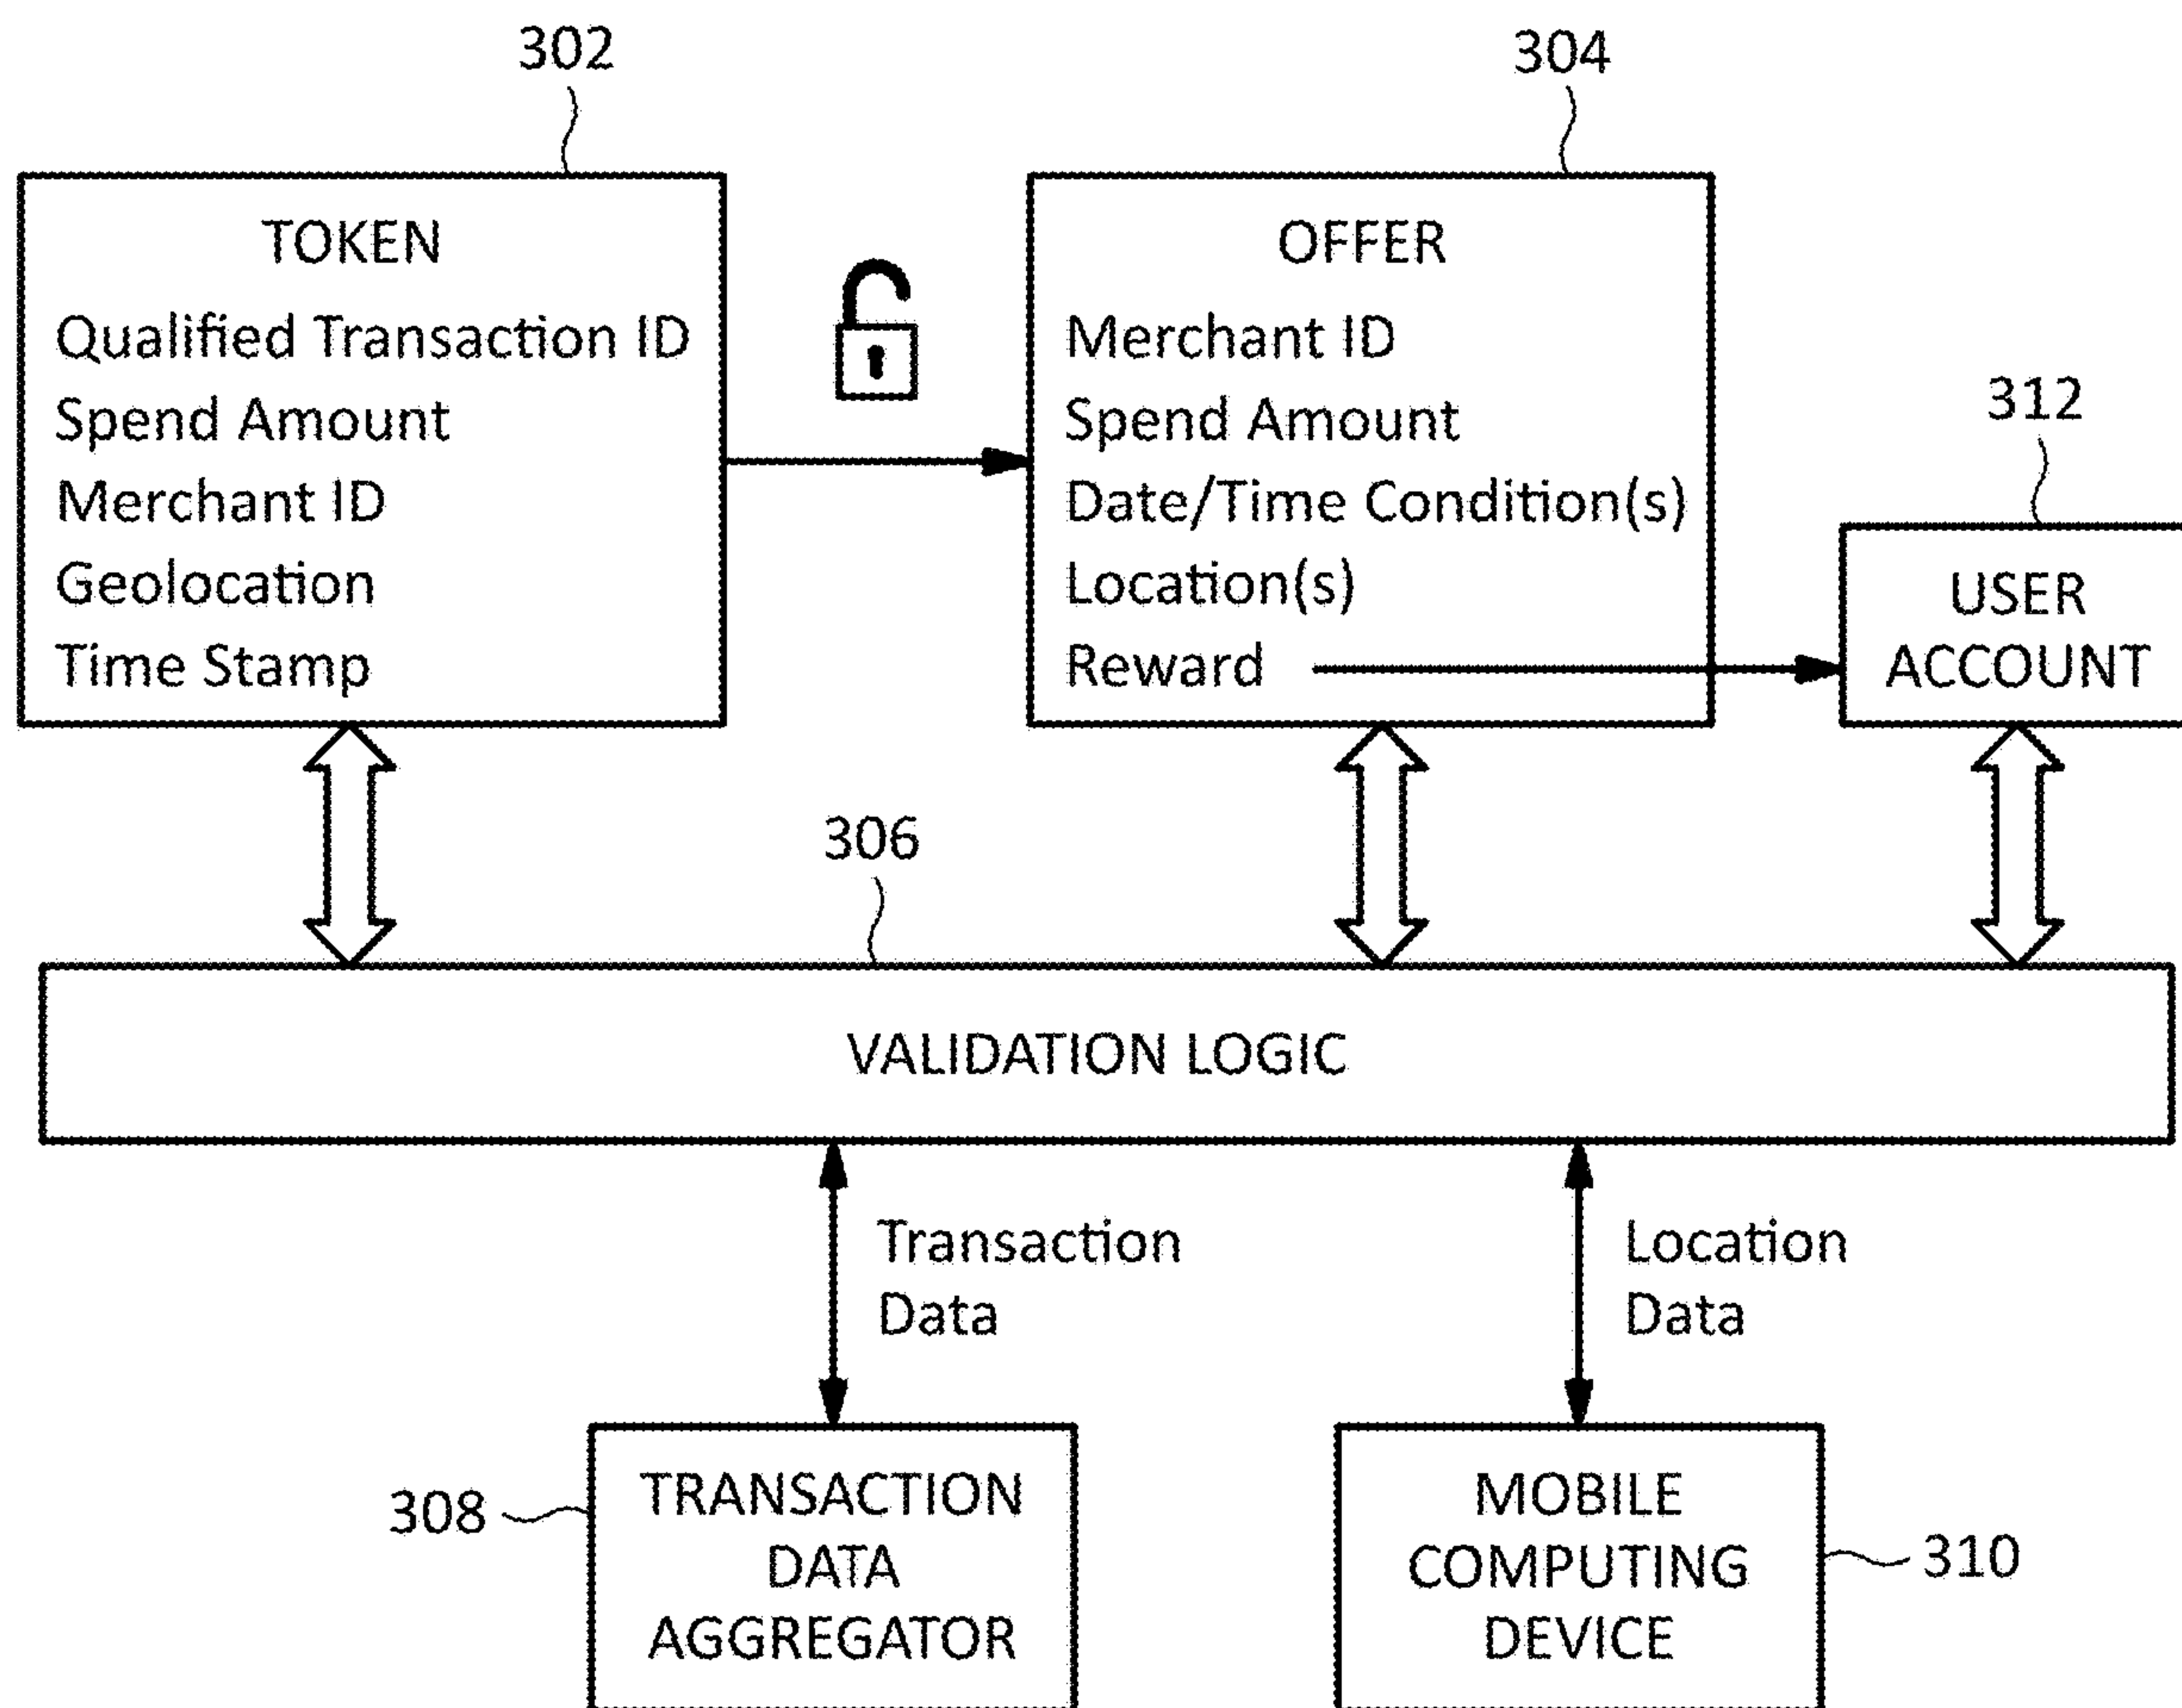 302
304
TOKEN
Qualified Transaction ID
Spend Amount
Merchant ID
Geolocation
Time Stamp
OFFER
Merchant ID
Spend Amount
Date/Time Condition(s)
Location(s)
Reward
312
USER
ACCOUNT
306
VALIDATION LOGIC
Transaction
Data
Location
Data
308
TRANSACTION
DATA
AGGREGATOR
MOBILE
COMPUTING
DEVICE
310